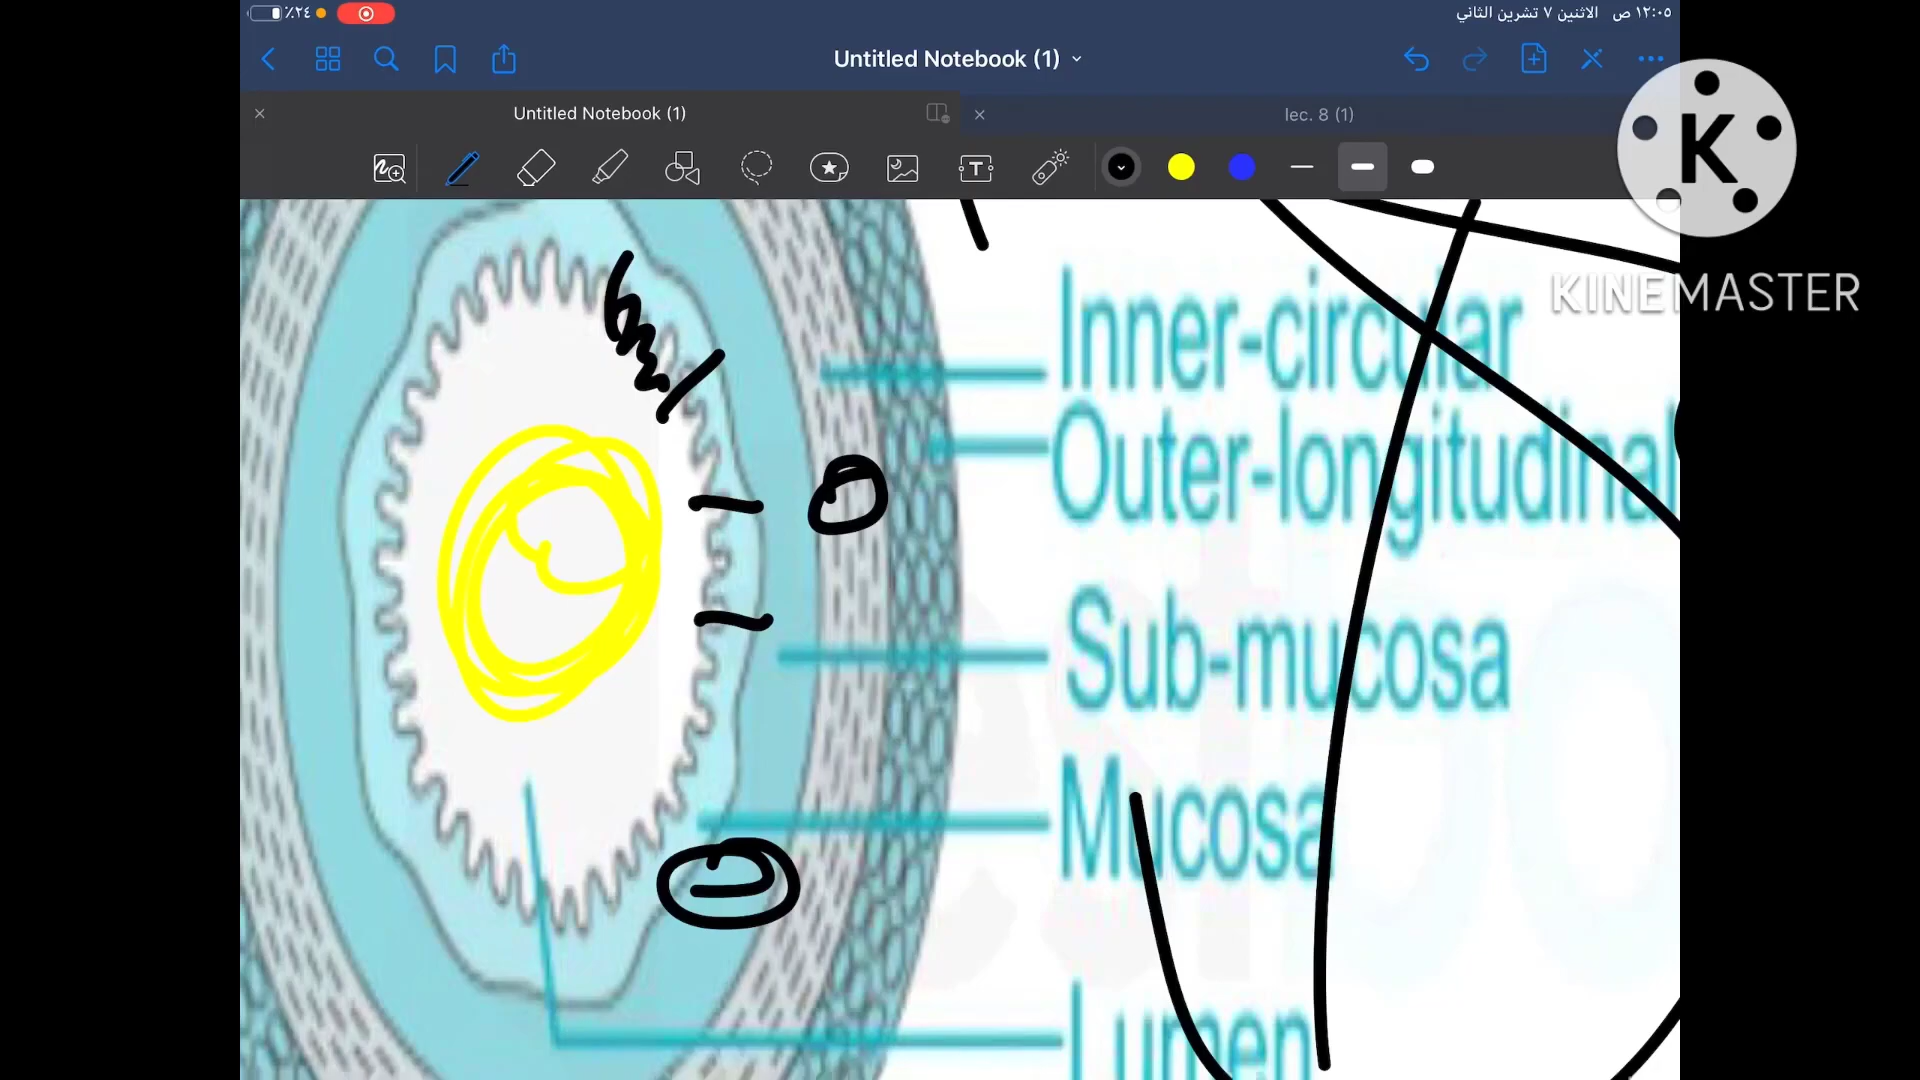 ٪٢٤
١٢:٠٥ ص الاثنين ٧ تشرين الثاني
Untitled Notebook (1)
Untitled Notebook (1)
lec. 8 (1)
T
K
KINEMASTER
Inner-circular
Outer-longitudinal
Sub-mucosa
Mucosa
Lumen